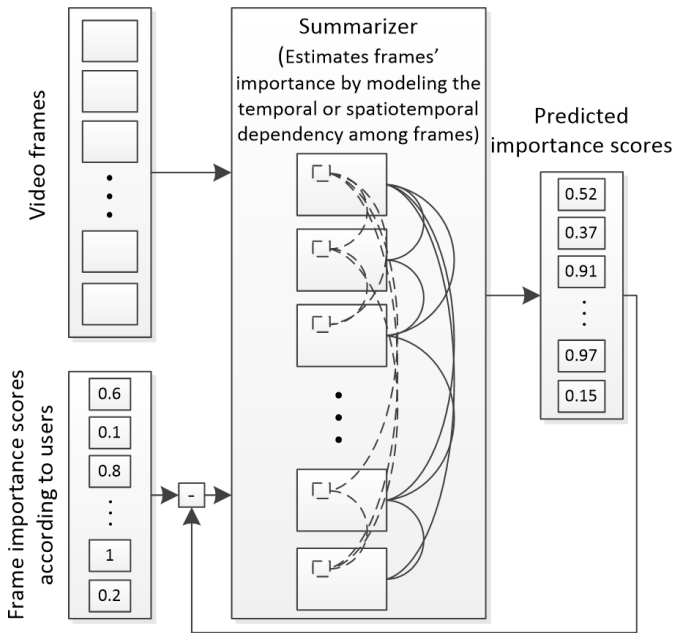 Video frames
Summarizer
(Estimates frames'
importance by modeling the
temporal or spatiotemporal
dependency among frames)
Predicted
importance scores
0.52
0.37
0.91
0.97
0.15
Frame importance scores
according to users
0.6
0.1
0.8
1
0.2
-